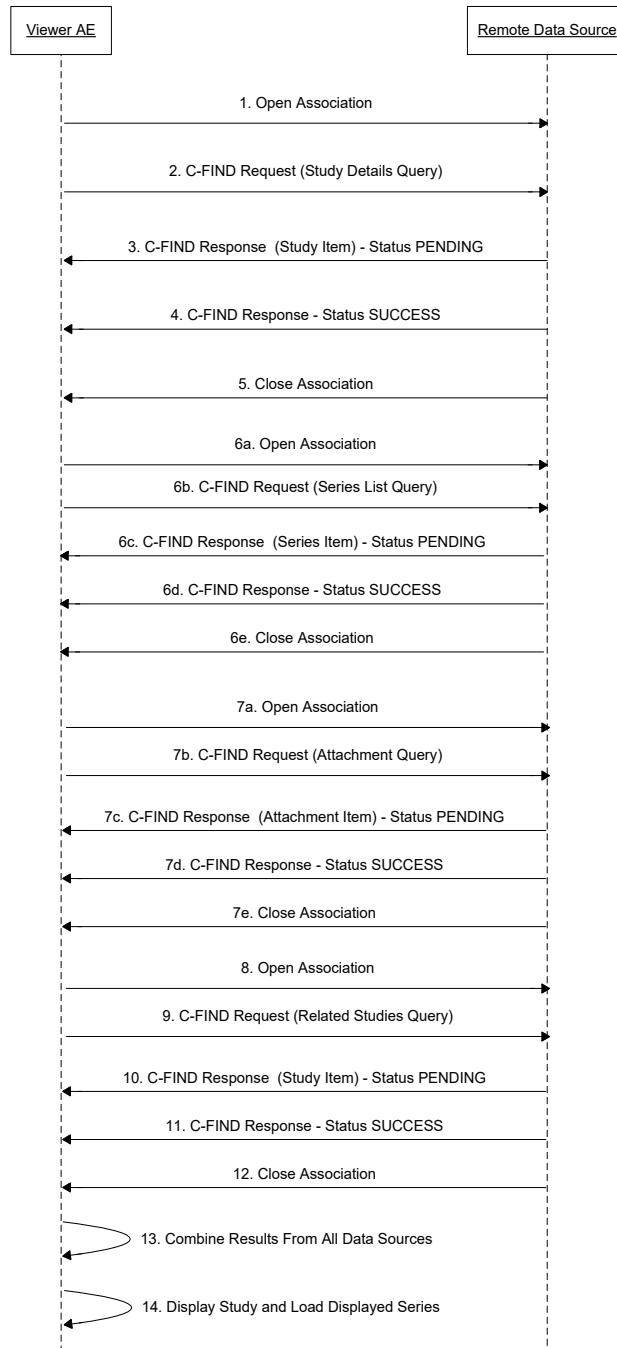 Viewer AE
Remote Data Source
1. Open Association
2. C-FIND Request (Study Details Query)
3. C-FIND Response  (Study Item) - Status PENDING
4. C-FIND Response - Status SUCCESS
5. Close Association
6a. Open Association
6b. C-FIND Request (Series List Query)
6c. C-FIND Response  (Series Item) - Status PENDING
6d. C-FIND Response - Status SUCCESS
6e. Close Association
7a. Open Association
7b. C-FIND Request (Attachment Query)
7c. C-FIND Response  (Attachment Item) - Status PENDING
7d. C-FIND Response - Status SUCCESS
7e. Close Association
8. Open Association
9. C-FIND Request (Related Studies Query)
10. C-FIND Response  (Study Item) - Status PENDING
11. C-FIND Response - Status SUCCESS
12. Close Association
13. Combine Results From All Data Sources
14. Display Study and Load Displayed Series